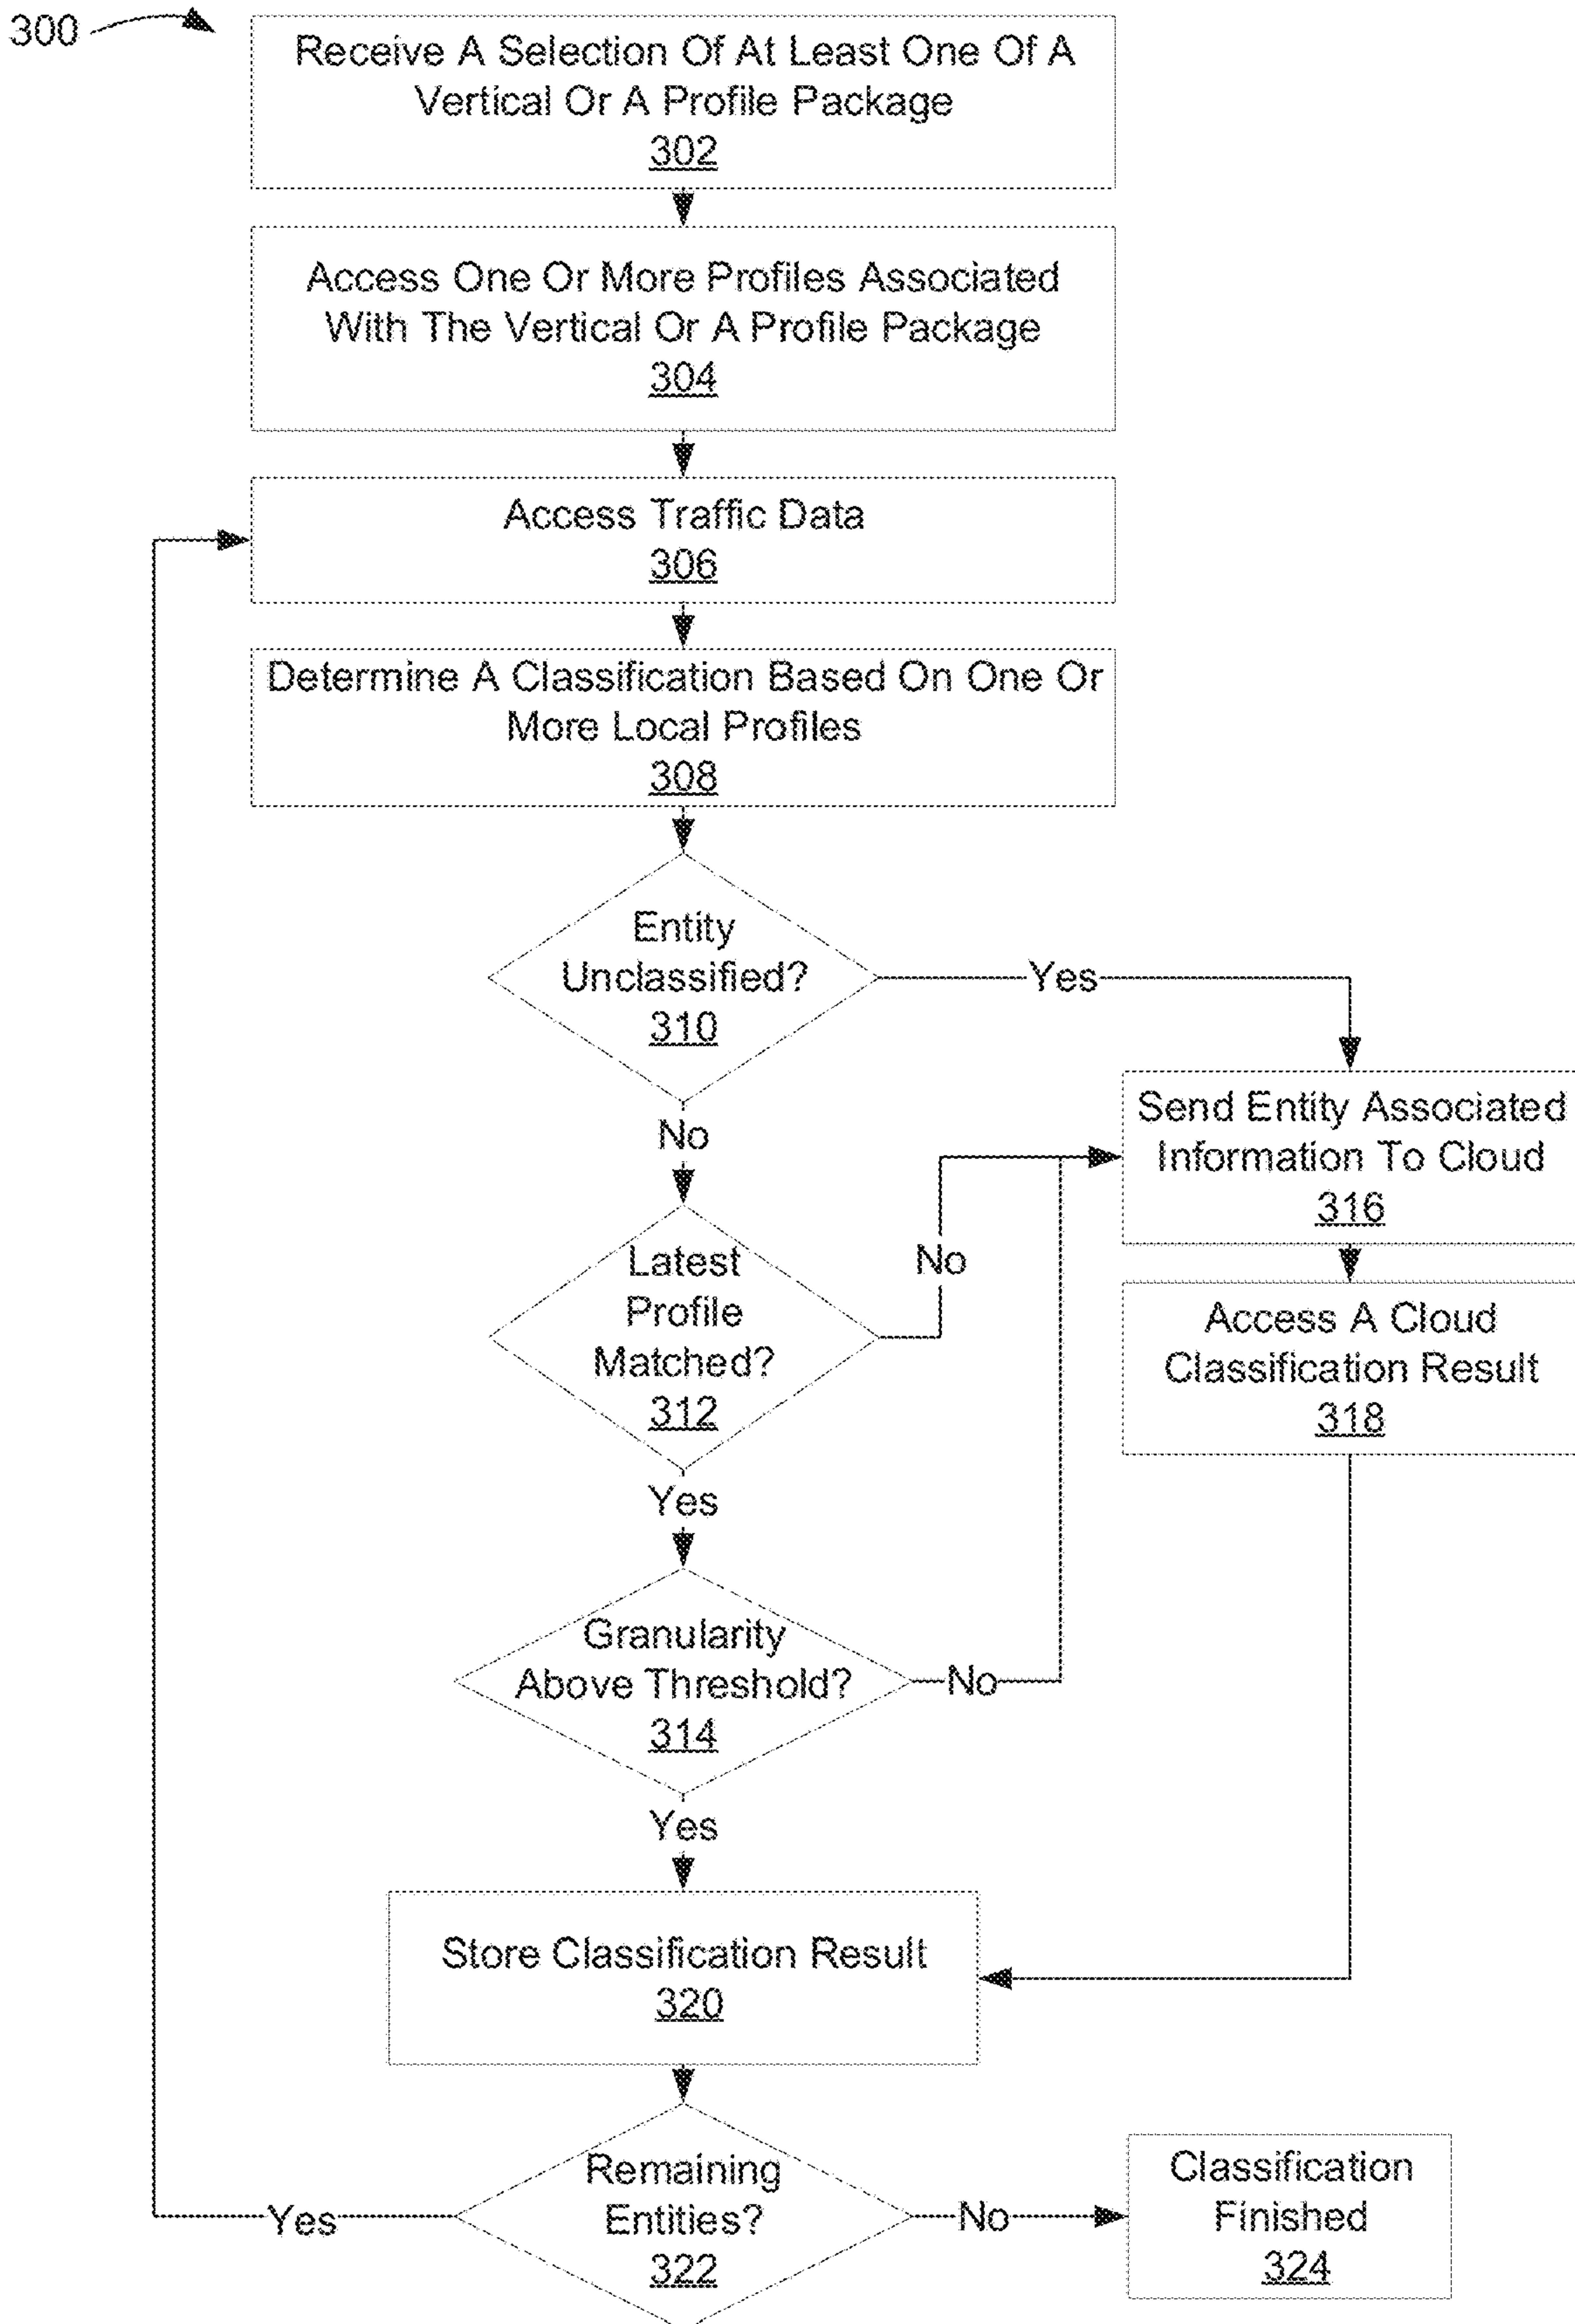 300
Receive A Selection Of At Least One Of A
Vertical Or A Profile Package
302
Access One Or More Profiles Associated
With The Vertical Or A Profile Package
304
Access Traffic Data
306
Determine A Classification Based On One Or
More Local Profiles
308
Entity
Unclassified?
310
Yes
No
Send Entity Associated
Information To Cloud
316
Latest
Profile
Matched?
312
No
Access A Cloud
Classification Result
318
Yes
Granularity
Above Threshold?
314
No
Yes
Store Classification Result
320
Remaining
Entities?
322
Yes
No
Classification
Finished
324